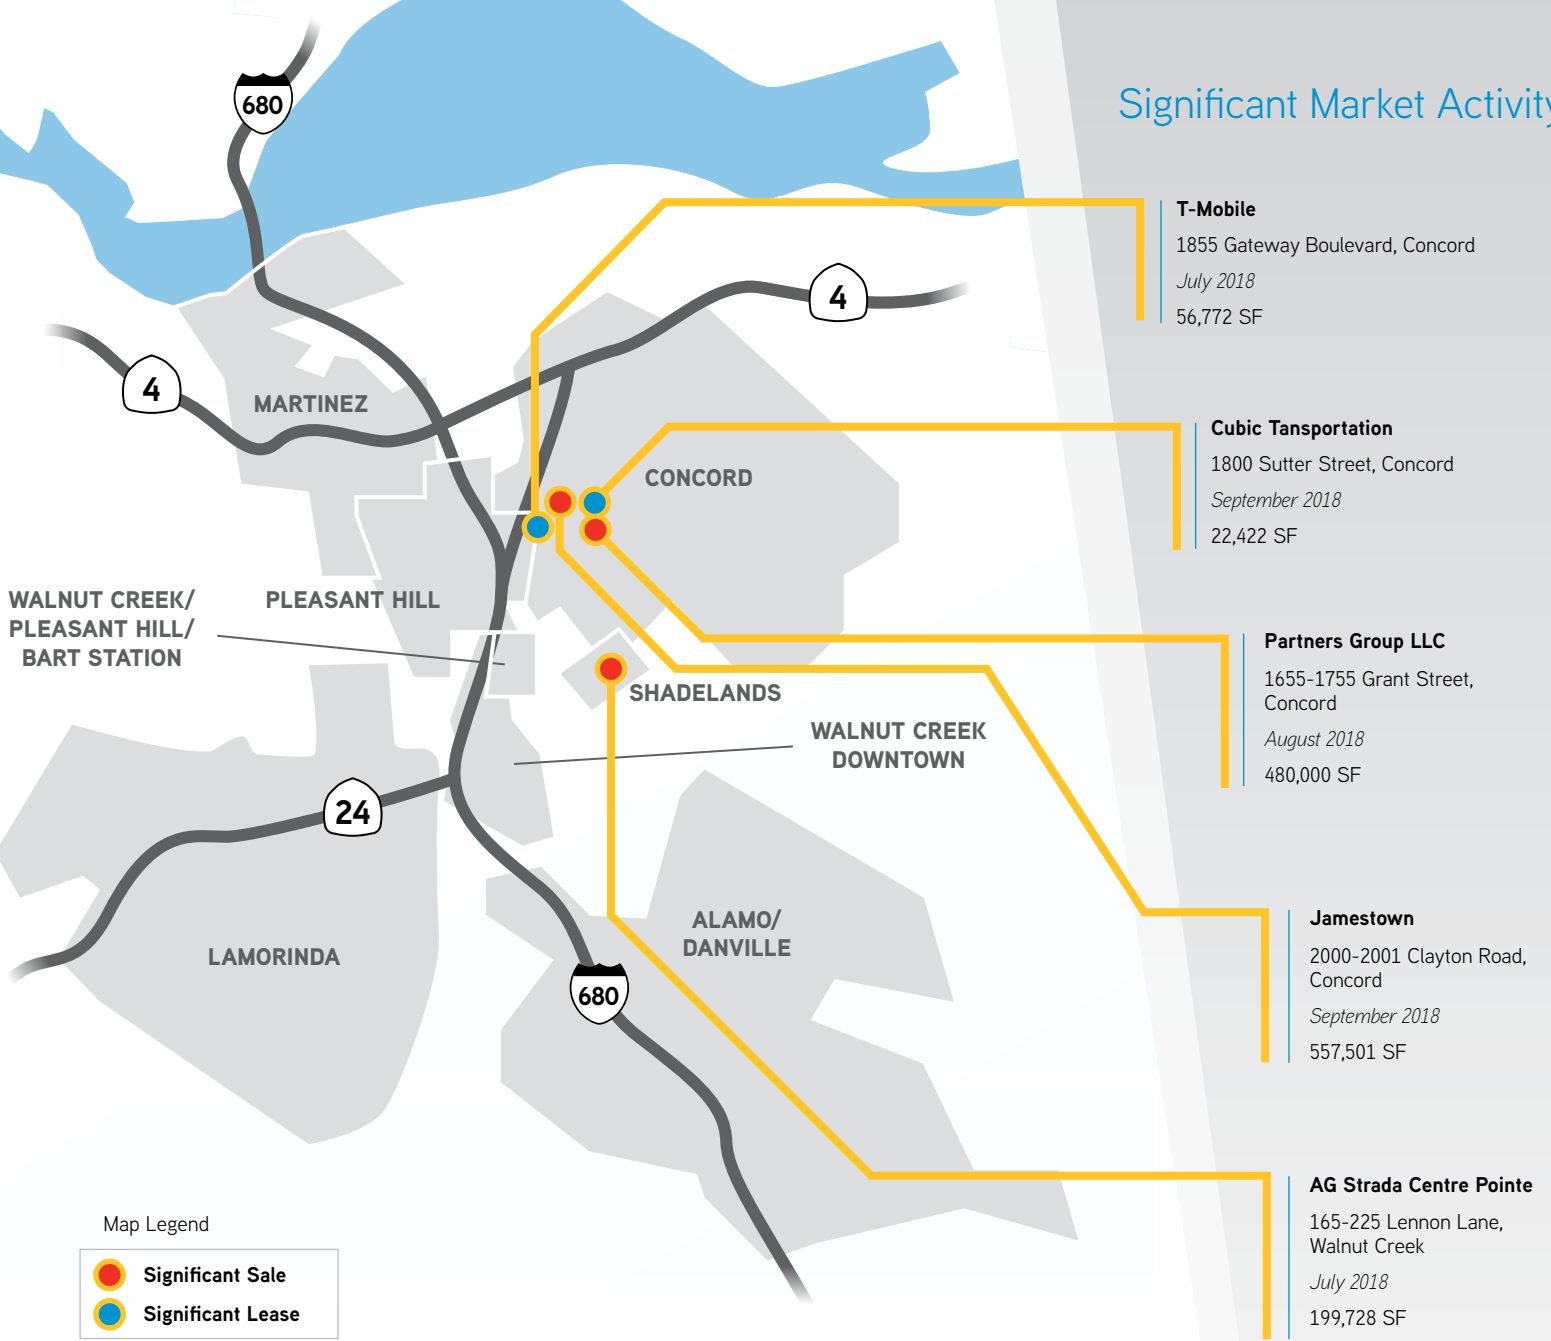 680
Significant Market Activity
T-Mobile
1855 Gateway Boulevard, Concord
July 2018
56,772 SF
4
4
MARTINEZ
Cubic Tansportation
1800 Sutter Street, Concord
September 2018
22,422 SF
CONCORD
WALNUT CREEK/
PLEASANT HILL/
BART STATION
PLEASANT HILL
Partners Group LLC
1655-1755 Grant Street,
Concord
August 2018
480,000 SF
SHADELANDS
WALNUT CREEK
DOWNTOWN
24
ALAMO/
DANVILLE
LAMORINDA
680
Jamestown
2000-2001 Clayton Road,
Concord
September 2018
557,501 SF
AG Strada Centre Pointe
165-225 Lennon Lane,
Walnut Creek
July 2018
199,728 SF
Map Legend
Significant Sale
Significant Lease